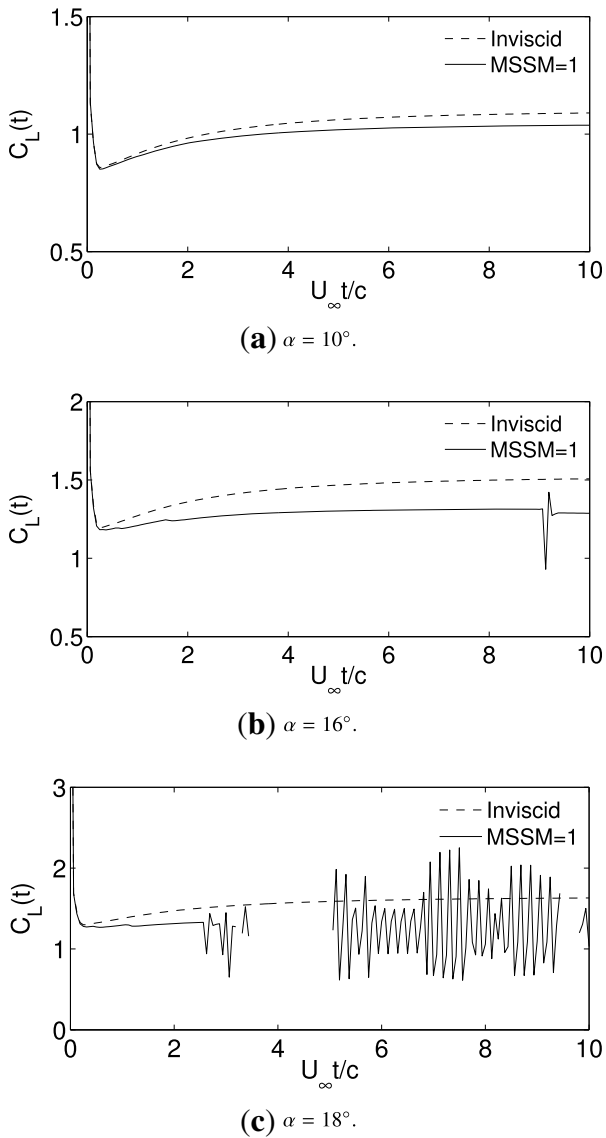 1.5
Inviscid
MSSM=1
C_L(t)
1
0.5
0 2 4 6 8 10
U_∞t/c
(a) α = 10°.
2
Inviscid
MSSM=1
1.5
C_L(t)
1
0.5
0 2 4 6 8 10
U_∞t/c
(b) α = 16°.
3
Inviscid
MSSM=1
2
C_L(t)
1
0
0 2 4 6 8 10
U_∞t/c
(c) α = 18°.